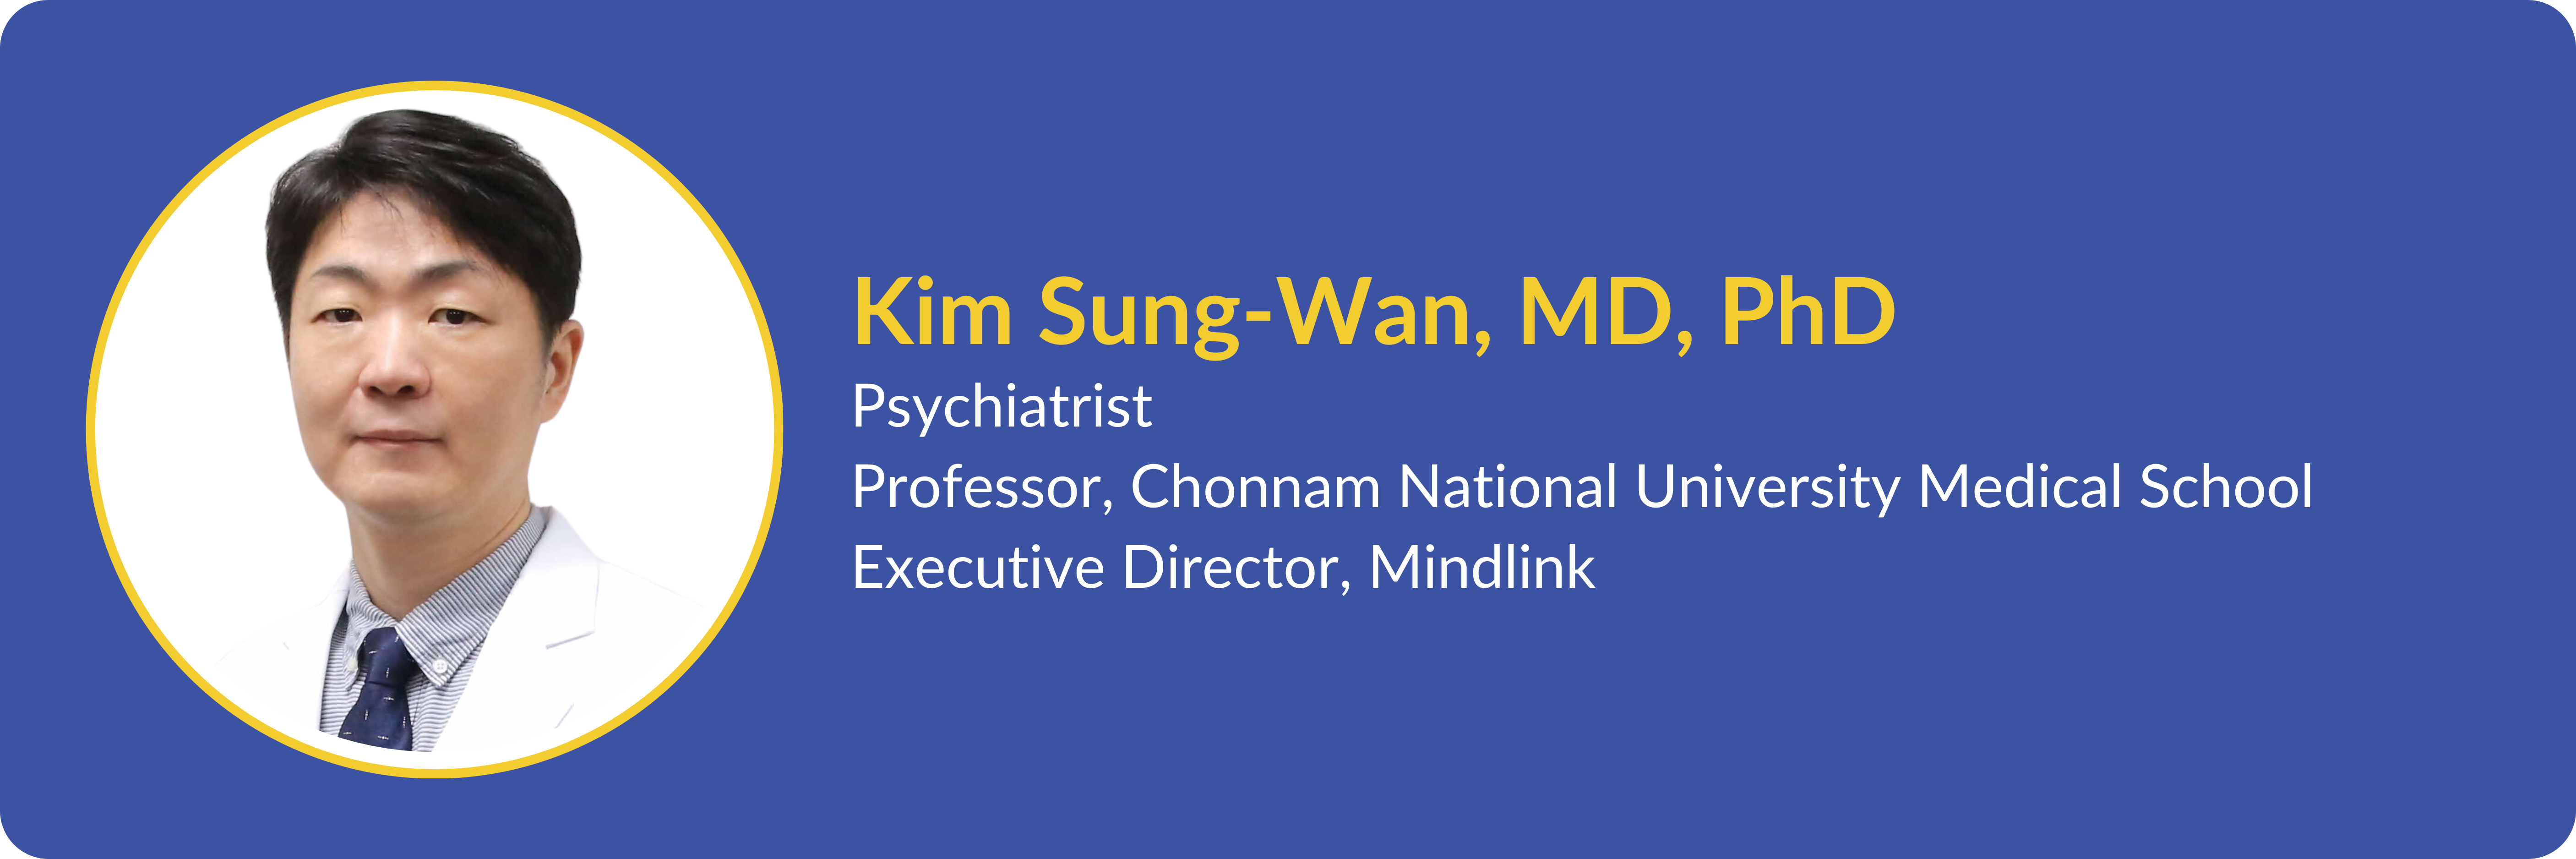 Kim Sung-Wan, MD, PhD
Psychiatrist
Professor, Chonnam National University Medical School
Executive Director, Mindlink